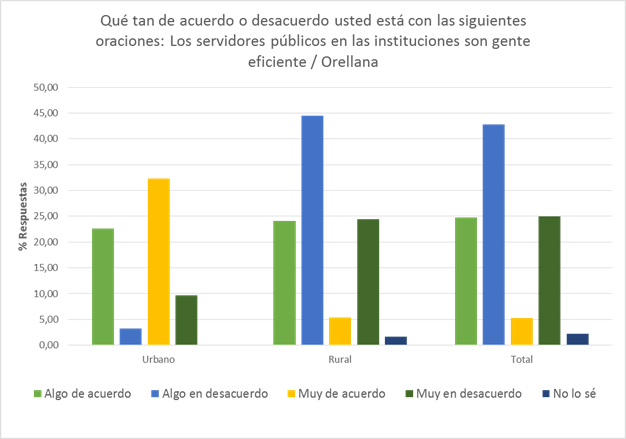 Qué tan de acuerdo o desacuerdo usted está con las siguientes
oraciones: Los servidores públicos en las instituciones son gente
eficiente / Orellana
50,00
45,00
40,00
35,00
30,00
25,00
20,00
15,00
10,00
5,00
0,00
% Respuestas
Urbano Rural Total
Algo de acuerdo Algo en desacuerdo Muy de acuerdo Muy en desacuerdo No lo sé